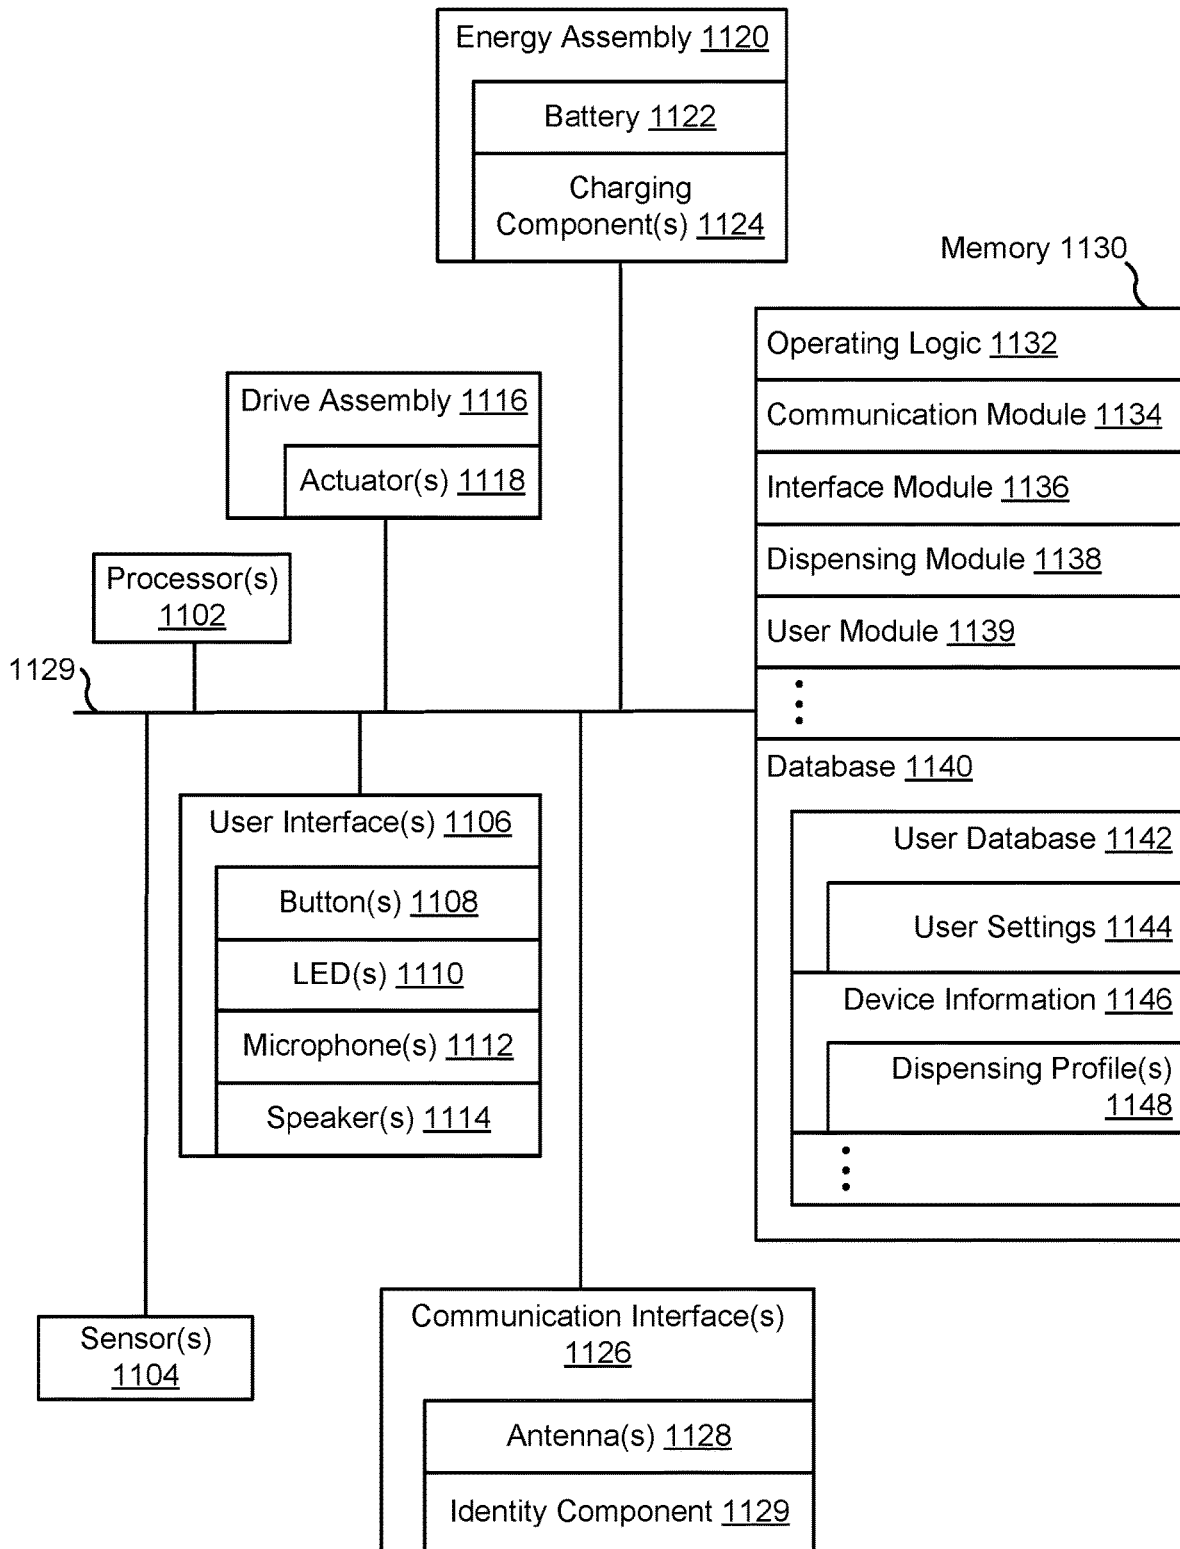 Energy Assembly 1120
Battery 1122
Charging
Component(s) 1124
Memory 1130
Operating Logic 1132
Communication Module 1134
Interface Module 1136
Dispensing Module 1138
User Module 1139
Database 1140
User Database 1142
User Settings 1144
Device Information 1146
Dispensing Profile(s)
1148
Drive Assembly 1116
Actuator(s) 1118
Processor(s)
1102
1129
User Interface(s) 1106
Button(s) 1108
LED(s) 1110
Microphone(s) 1112
Speaker(s) 1114
Sensor(s)
1104
Communication Interface(s)
1126
Antenna(s) 1128
Identity Component 1129